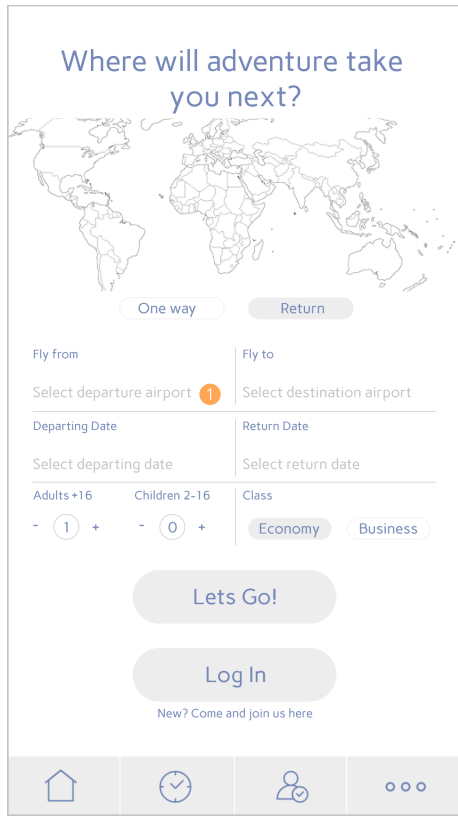 Where will adventure take
you next?
One way
Return
Fly from
Fly to
Select departure airport
1
Select destination airport
Departing Date
Return Date
Select departing date
Select return date
Adults +16
Children 2-16
Class
- 1 +
- 0 +
Economy
Business
Lets Go!
Log In
New? Come and join us here